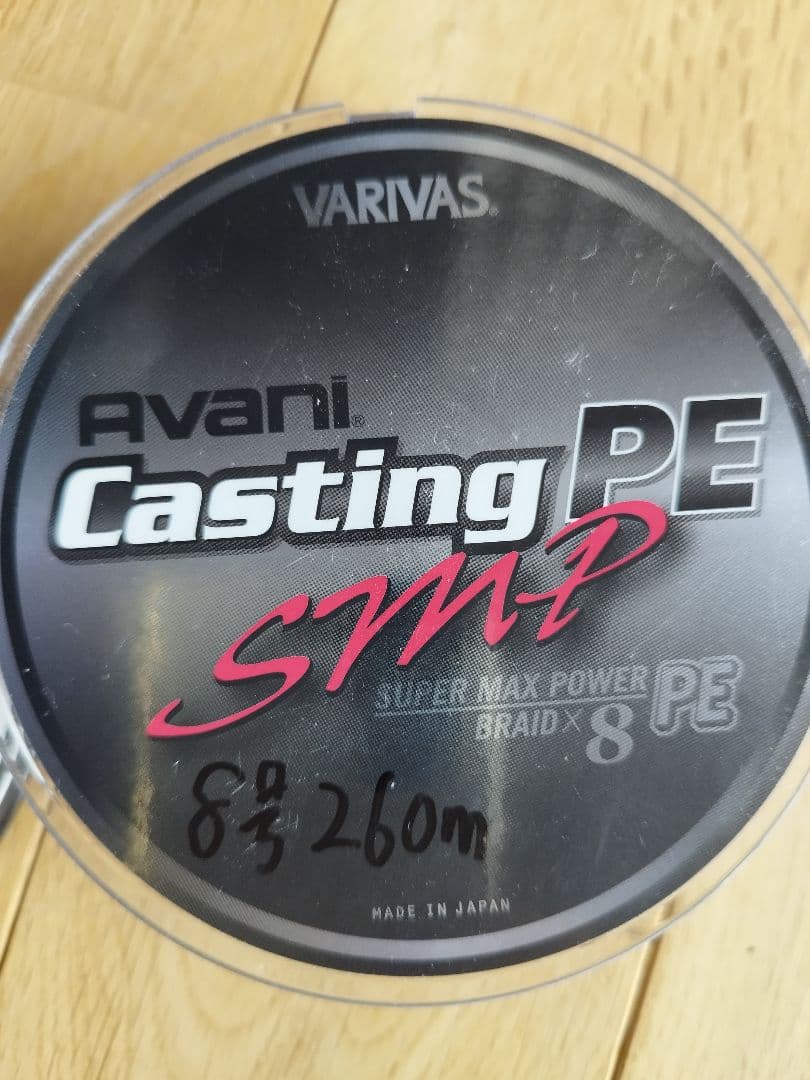 VARIVAS®
Avani®
Casting PE
SMP
SUPER MAX POWER
BRAID×8 PE
8号 260m
MADE IN JAPAN